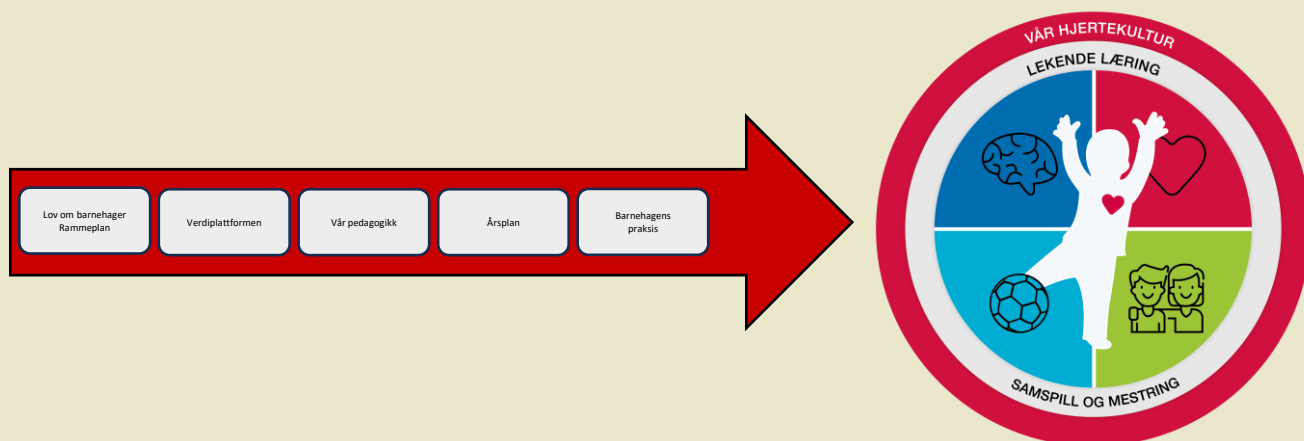 Lov om barnehager
Rammeplan
Verdiplattformen
Vår pedagogikk
Årsplan
Barnehagens
praksis
VÅR HJERTEKULTUR
LEKENDE LÆRING
SAMSPILL OG MESTRING